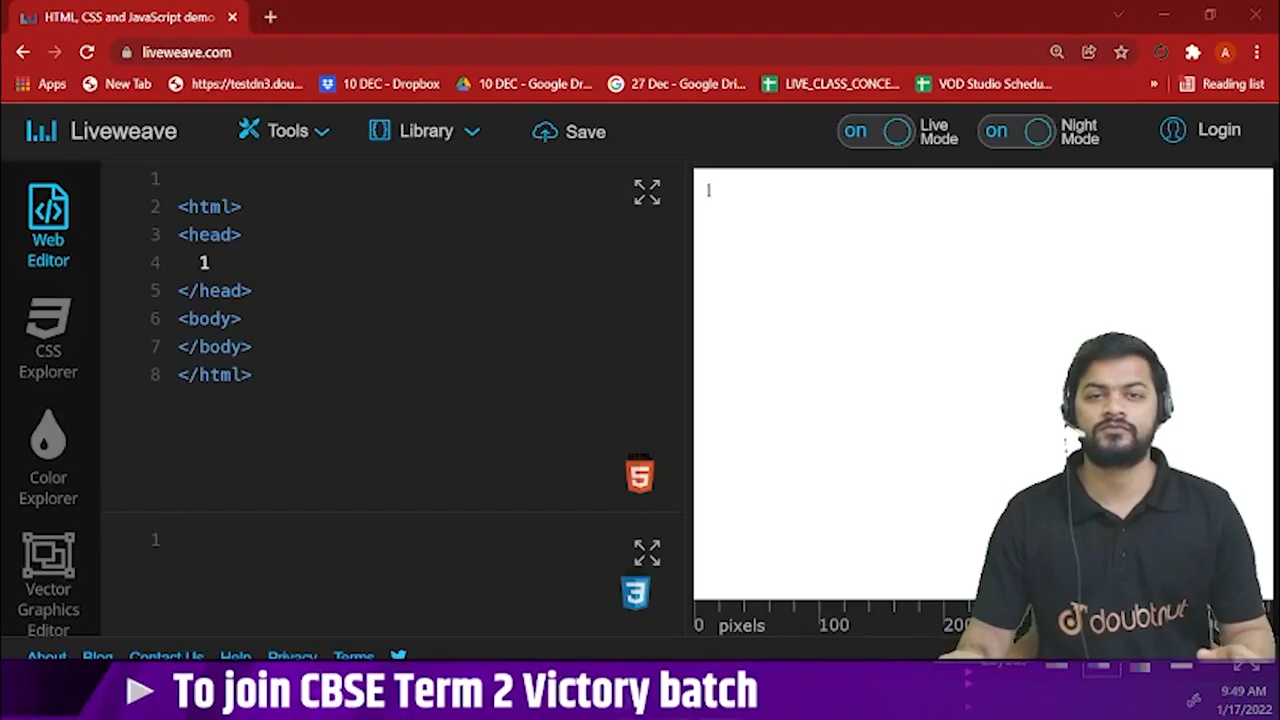 HTML, CSS and JavaScript demo
liveweave.com
A
Apps
New Tab
https://testdn3.dou...
10 DEC - Dropbox
10 DEC - Google Dr...
27 Dec - Google Dri...
LIVE_CLASS_CONCE...
VOD Studio Schedu...
»
Reading list
Liveweave
Tools
Library
Save
on
Live Mode
on
Night Mode
Login
Web
Editor
CSS
Explorer
Color
Explorer
Vector
Graphics
Editor
1
2 <html>
3 <head>
4 1
5 </head>
6 <body>
7 </body>
8 </html>
HTML
5
1
3
1
0 pixels 100
doubtnut
About Blog Contact Us Help Privacy Terms
To join CBSE Term 2 Victory batch
9:49 AM
1/17/2022